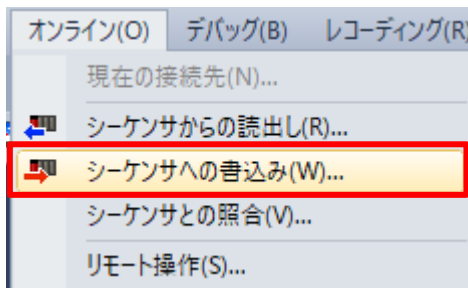 オンライン(O) デバッグ(B) レコーディング(R)
現在の接続先(N)...
シーケンサからの読出し(R)...
シーケンサへの書込み(W)...
シーケンサとの照合(V)...
リモート操作(S)...